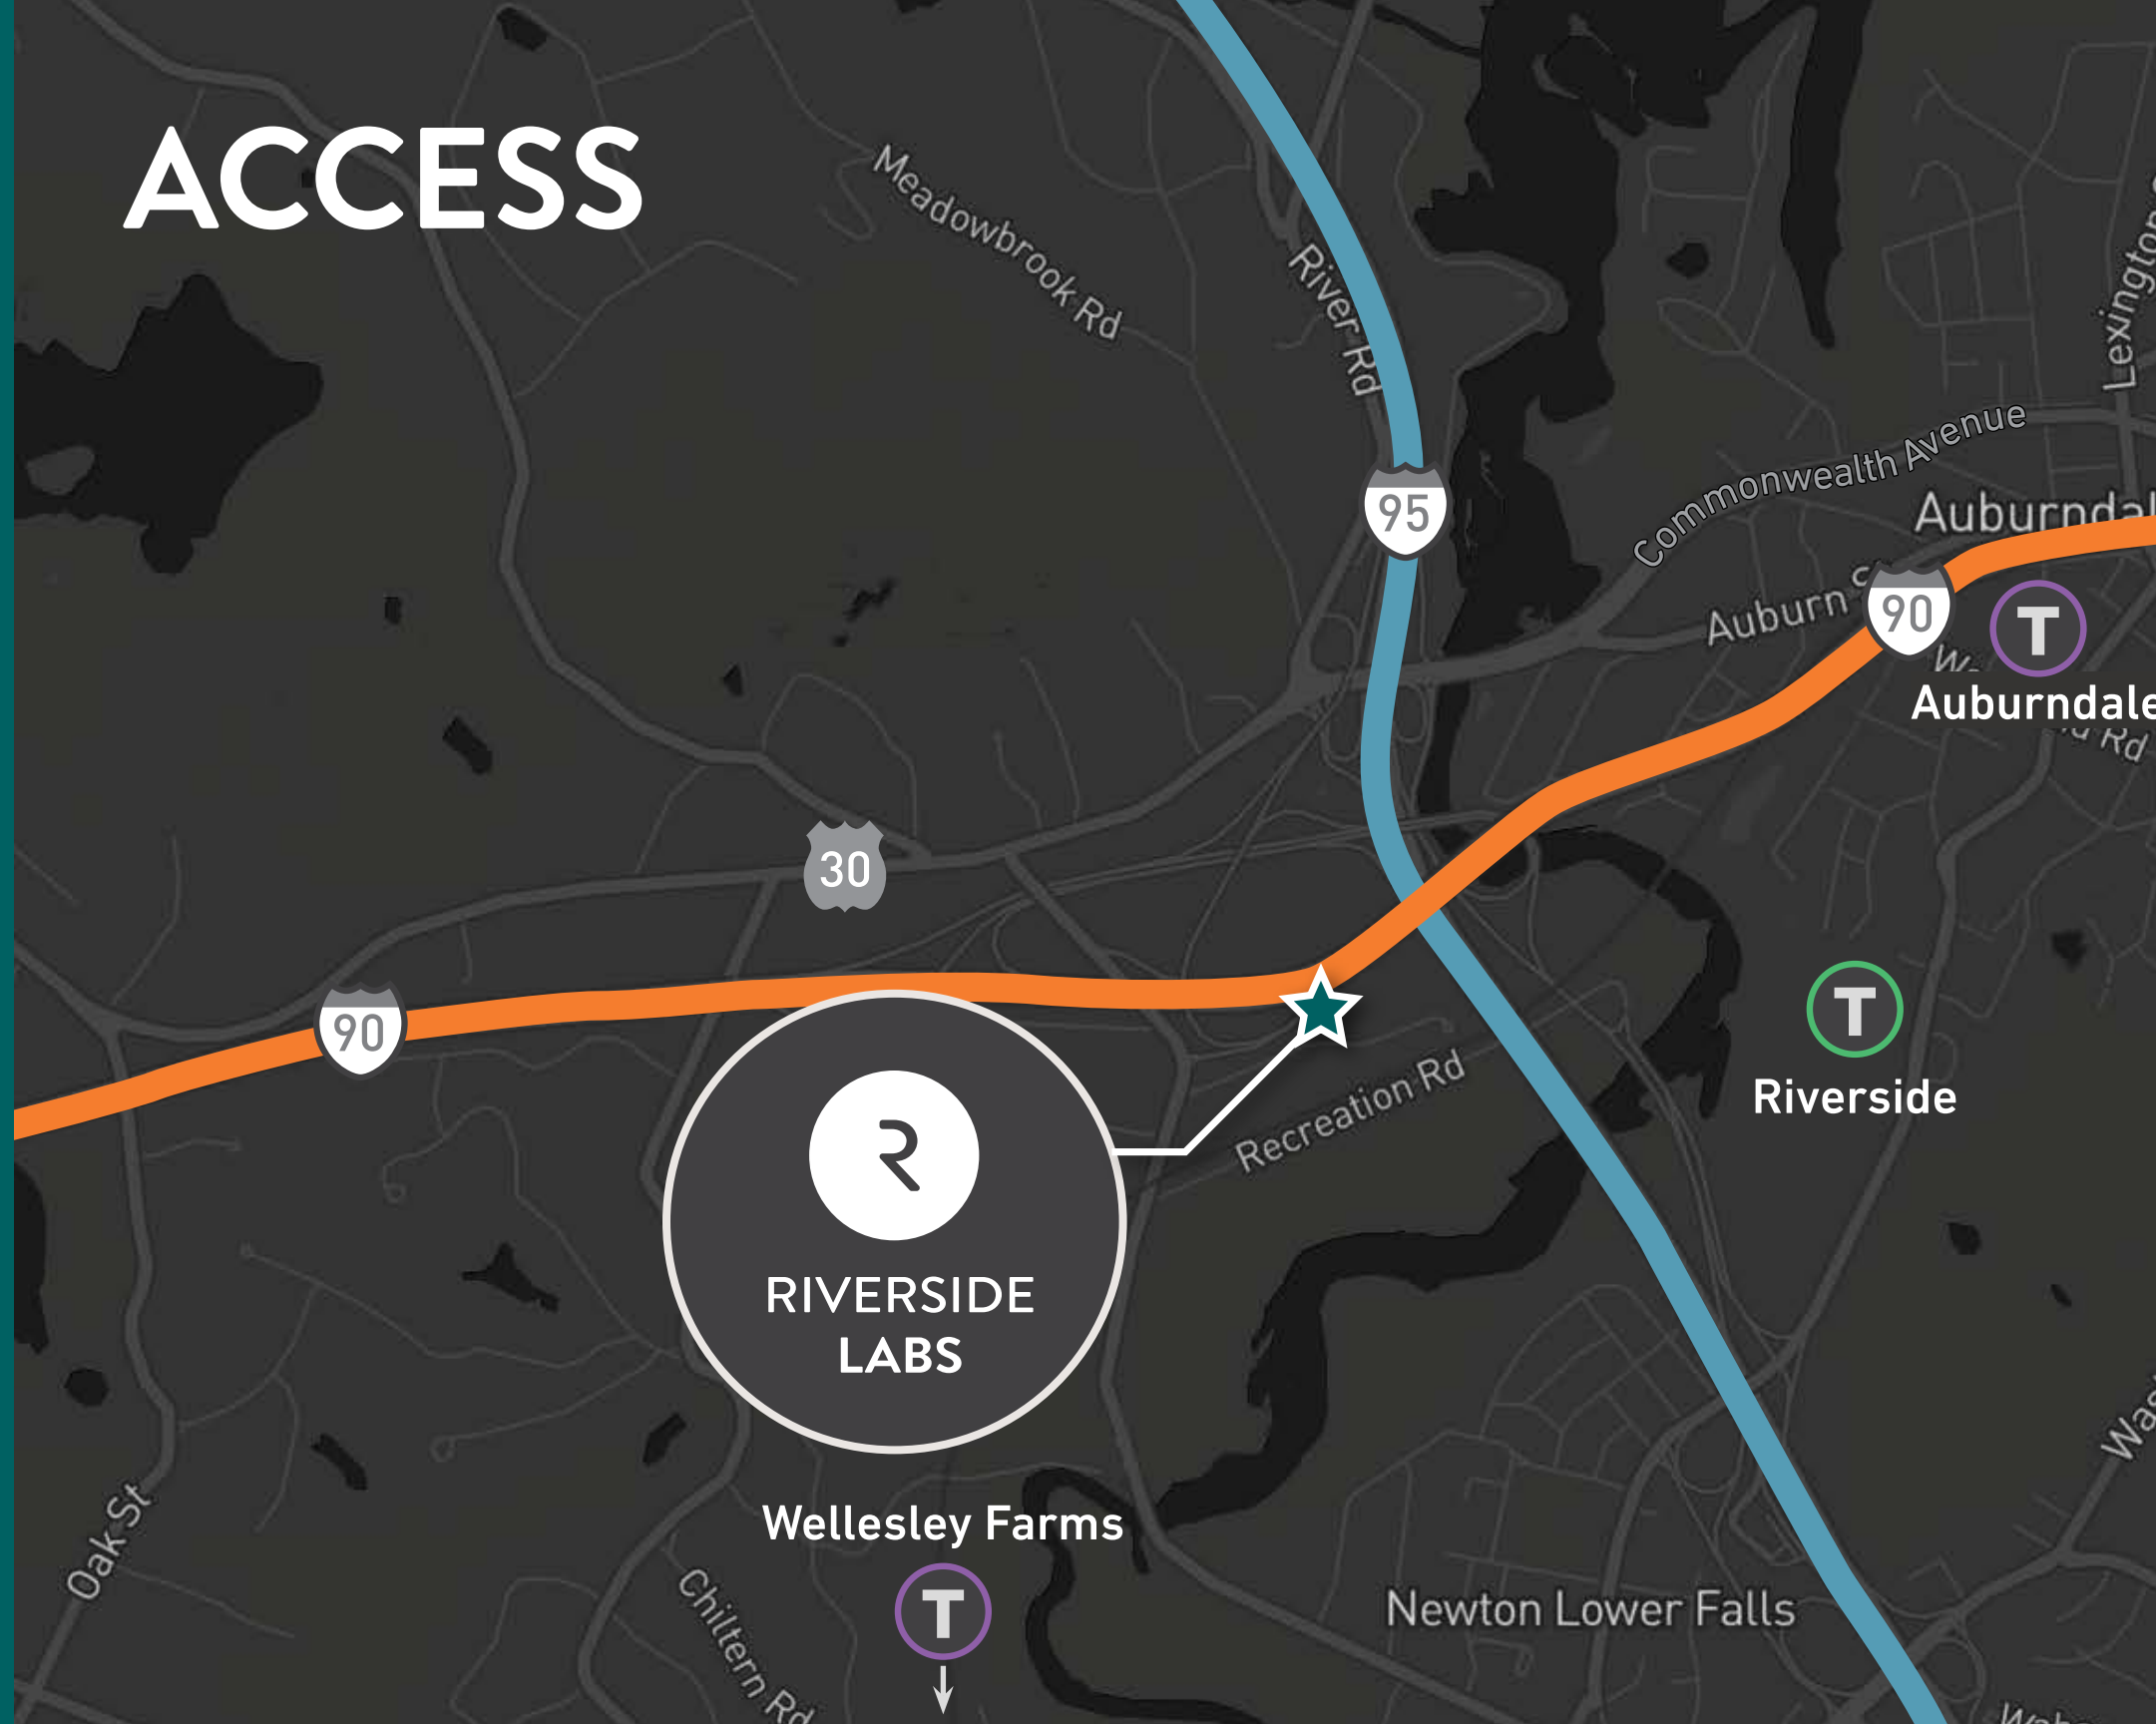 ACCESS
Meadowbrook Rd
River Rd
95
Commonwealth Avenue
Auburn
90
T
Auburndale
Rd
30
90
T
Riverside
Recreation Rd
R
RIVERSIDE
LABS
Oak St
Wellesley Farms
T
Chiltern Rd
Newton Lower Falls